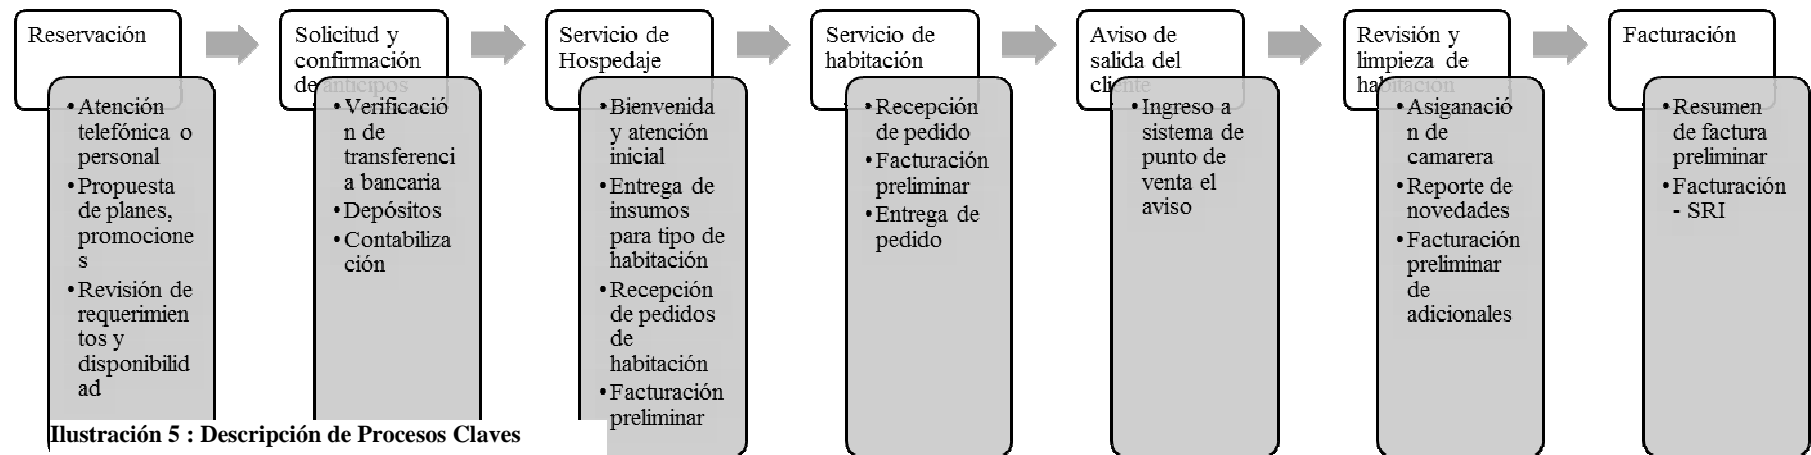 Reservación
• Atención
telefónica o
personal
• Propuesta
de planes,
promocione
s
• Revisión de
requerimien
tos y
disponibilid
ad
Solicitud y
confirmación
de anticipos
• Verificació
n de
transferenci
a bancaria
• Depósitos
• Contabiliza
ción
Servicio de
Hospedaje
• Bienvenida
y atención
inicial
• Entrega de
insumos
para tipo de
habitación
• Recepción
de pedidos
de
habitación
• Facturación
preliminar
Servicio de
habitación
• Recepción
de pedido
• Facturación
preliminar
• Entrega de
pedido
Aviso de
salida del
cliente
• Ingreso a
sistema de
punto de
venta el
aviso
Revisión y
limpieza de
habitación
• Asiganació
n de
camarera
• Reporte de
novedades
• Facturación
preliminar
de
adicionales
Facturación
• Resumen
de factura
preliminar
• Facturación
- SRI
Ilustración 5 : Descripción de Procesos Claves